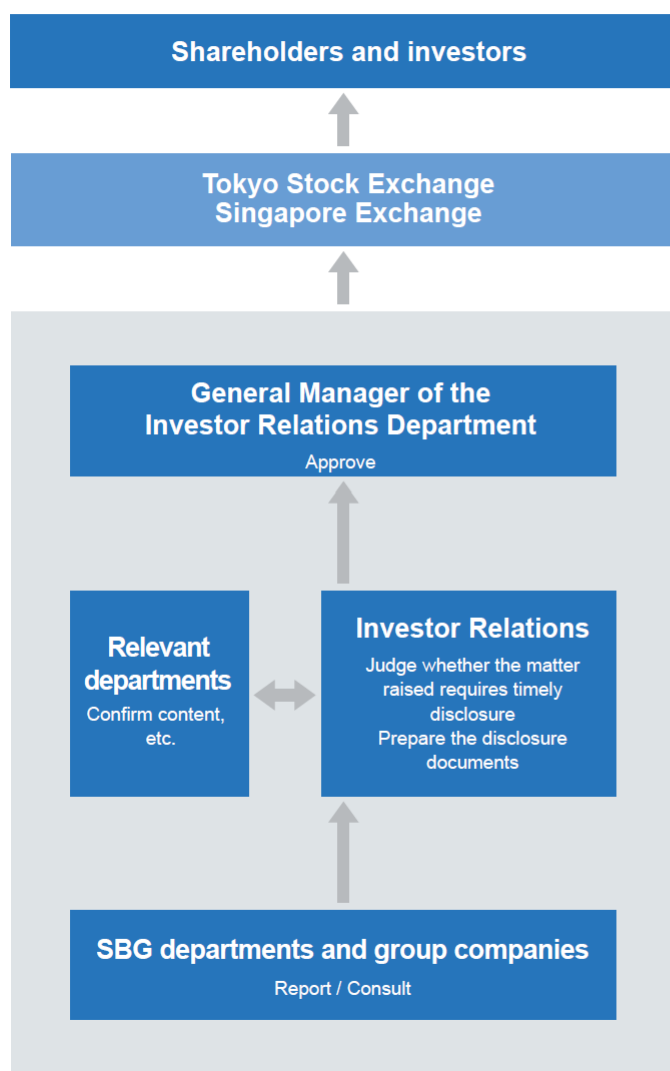 Shareholders and investors
Tokyo Stock Exchange
Singapore Exchange
General Manager of the
Investor Relations Department
Approve
Relevant
departments
Confirm content,
etc.
Investor Relations
Judge whether the matter
raised requires timely
disclosure
Prepare the disclosure
documents
SBG departments and group companies
Report / Consult